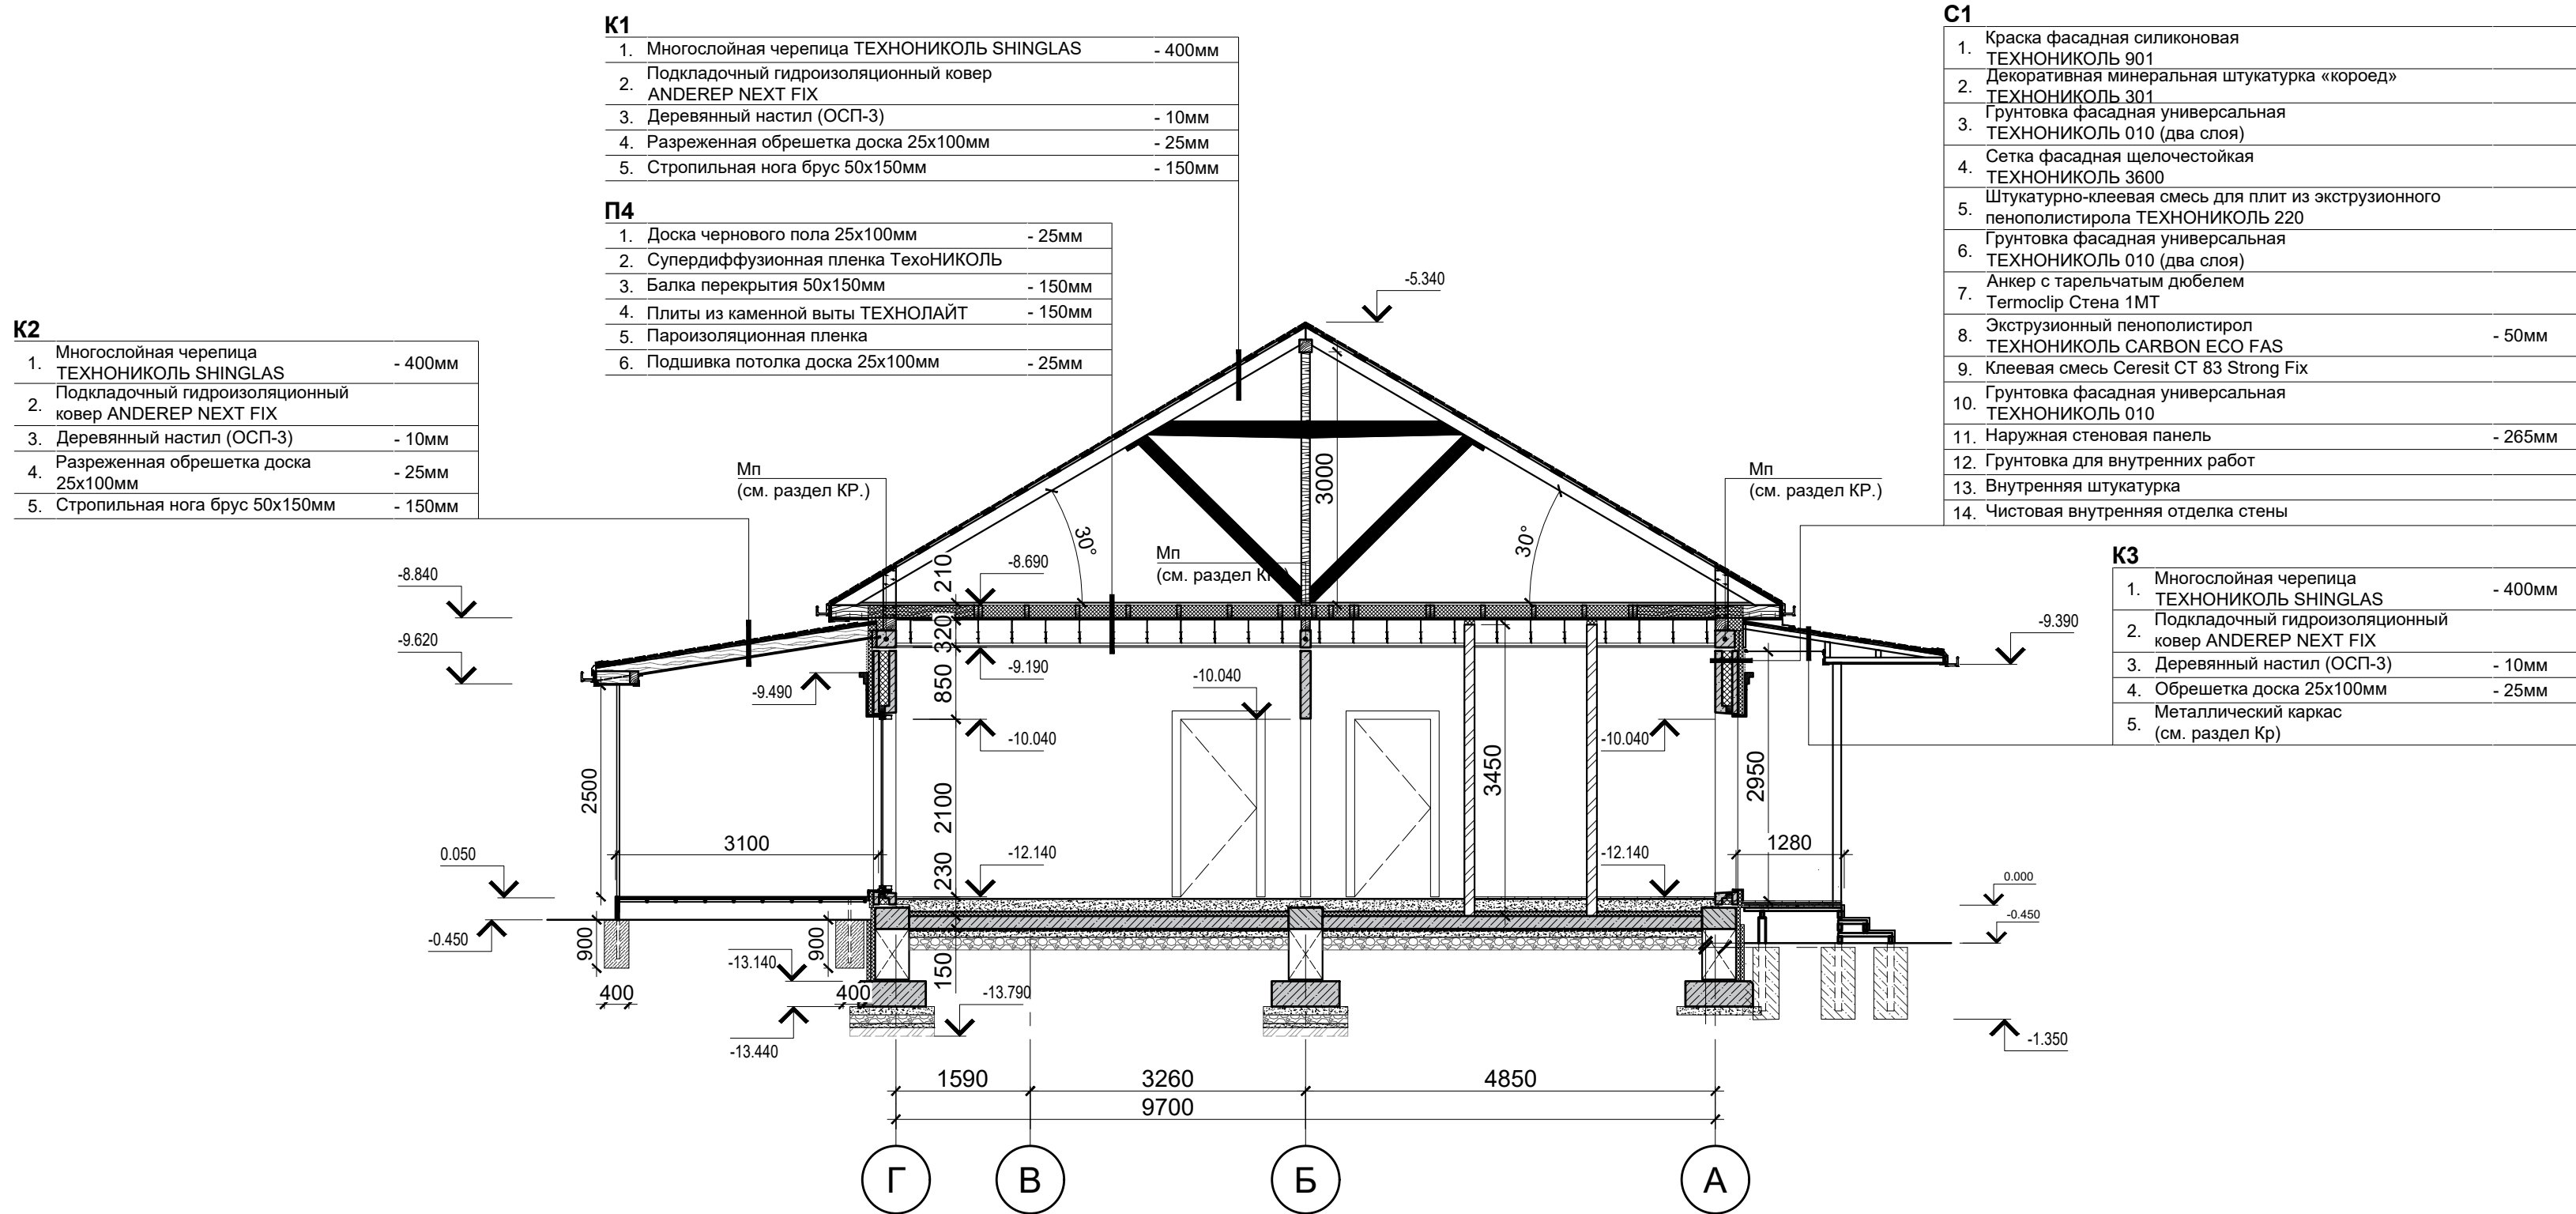 К1
1. Многослойная черепица ТЕХНОНИКОЛЬ SHINGLAS - 400мм
2. Подкладочный гидроизоляционный ковер
ANDEREP NEXT FIX
3. Деревянный настил (ОСП-3) - 10мм
4. Разреженная обрешетка доска 25х100мм - 25мм
5. Стропильная нога брус 50х150мм - 150мм
П4
1. Доска чернового пола 25х100мм - 25мм
2. Супердиффузионная пленка ТехоНИКОЛЬ
3. Балка перекрытия 50х150мм - 150мм
4. Плиты из каменной выты ТЕХНОЛАЙТ - 150мм
5. Пароизоляционная пленка
6. Подшивка потолка доска 25х100мм - 25мм
К2
1. Многослойная черепица
ТЕХНОНИКОЛЬ SHINGLAS - 400мм
2. Подкладочный гидроизоляционный
ковер ANDEREP NEXT FIX
3. Деревянный настил (ОСП-3) - 10мм
4. Разреженная обрешетка доска
25х100мм - 25мм
5. Стропильная нога брус 50х150мм - 150мм
С1
1. Краска фасадная силиконовая
ТЕХНОНИКОЛЬ 901
2. Декоративная минеральная штукатурка «короед»
ТЕХНОНИКОЛЬ 301
3. Грунтовка фасадная универсальная
ТЕХНОНИКОЛЬ 010 (два слоя)
4. Сетка фасадная щелочестойкая
ТЕХНОНИКОЛЬ 3600
5. Штукатурно-клеевая смесь для плит из экструзионного
пенополистирола ТЕХНОНИКОЛЬ 220
6. Грунтовка фасадная универсальная
ТЕХНОНИКОЛЬ 010 (два слоя)
7. Анкер с тарельчатым дюбелем
Termoclip Стена 1МТ
8. Экструзионный пенополистирол
ТЕХНОНИКОЛЬ CARBON ECO FAS - 50мм
9. Клеевая смесь Ceresit СТ 83 Strong Fix
10. Грунтовка фасадная универсальная
ТЕХНОНИКОЛЬ 010
11. Наружная стеновая панель - 265мм
12. Грунтовка для внутренних работ
13. Внутренняя штукатурка
14. Чистовая внутренняя отделка стены
К3
1. Многослойная черепица
ТЕХНОНИКОЛЬ SHINGLAS - 400мм
2. Подкладочный гидроизоляционный
ковер ANDEREP NEXT FIX
3. Деревянный настил (ОСП-3) - 10мм
4. Обрешетка доска 25х100мм - 25мм
5. Металлический каркас
(см. раздел Кр)
-5.340
Мп
(см. раздел КР.)
Мп
(см. раздел КР.)
3000
30°
30°
Мп
(см. раздел
-8.840
-8.690
210
320
-9.620
-9.390
-9.190
-9.490
850
-10.040
-10.040
-10.040
2500
2100
3450
2950
3100
1280
0.050
-12.140
-12.140
230
0.000
-0.450
-0.450
900
900
-13.140
150
400
400
-13.790
-13.440
-1.350
1590
3260
4850
9700
Г
В
Б
А